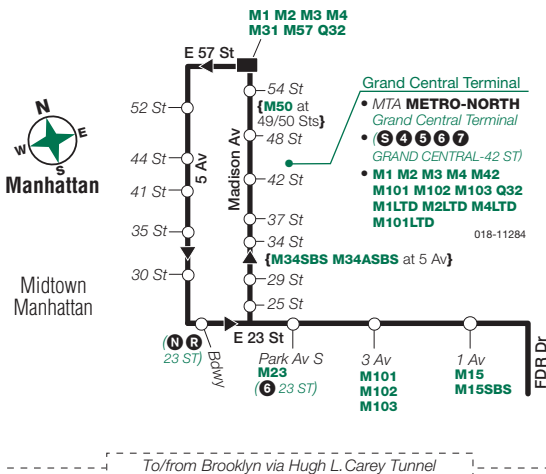 M1 M2 M3 M4
M31 M57 Q32
E 57 St
54 St
{M50 at
49/50 Sts}
48 St
42 St
37 St
34 St
{M34SBS M34ASBS at 5 Av}
29 St
25 St
Madison Av
52 St
44 St
41 St
35 St
30 St
5 Av
Grand Central Terminal
• MTA METRO-NORTH
Grand Central Terminal
• (S 4 5 6 7
GRAND CENTRAL-42 ST)
• M1 M2 M3 M4 M42
M101 M102 M103 Q32
M1LTD M2LTD M4LTD
M101LTD
018-11284
N
E
S
W
Manhattan
Midtown
Manhattan
E 23 St
(N R
23 ST)
Bdwy
Park Av S
M23
(6 23 ST)
3 Av
M101
M102
M103
1 Av
M15
M15SBS
FDR Dr
To/from Brooklyn via Hugh L.Carey Tunnel